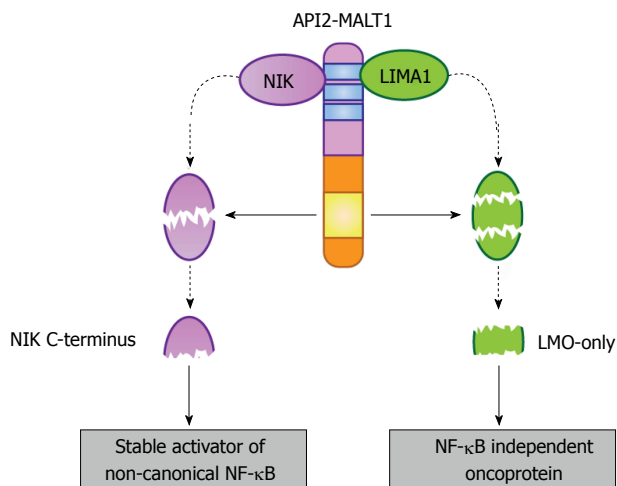 API2-MALT1
NIK
LIMA1
NIK C-terminus
LMO-only
Stable activator of
non-canonical NF-κB
NF-κB independent
oncoprotein